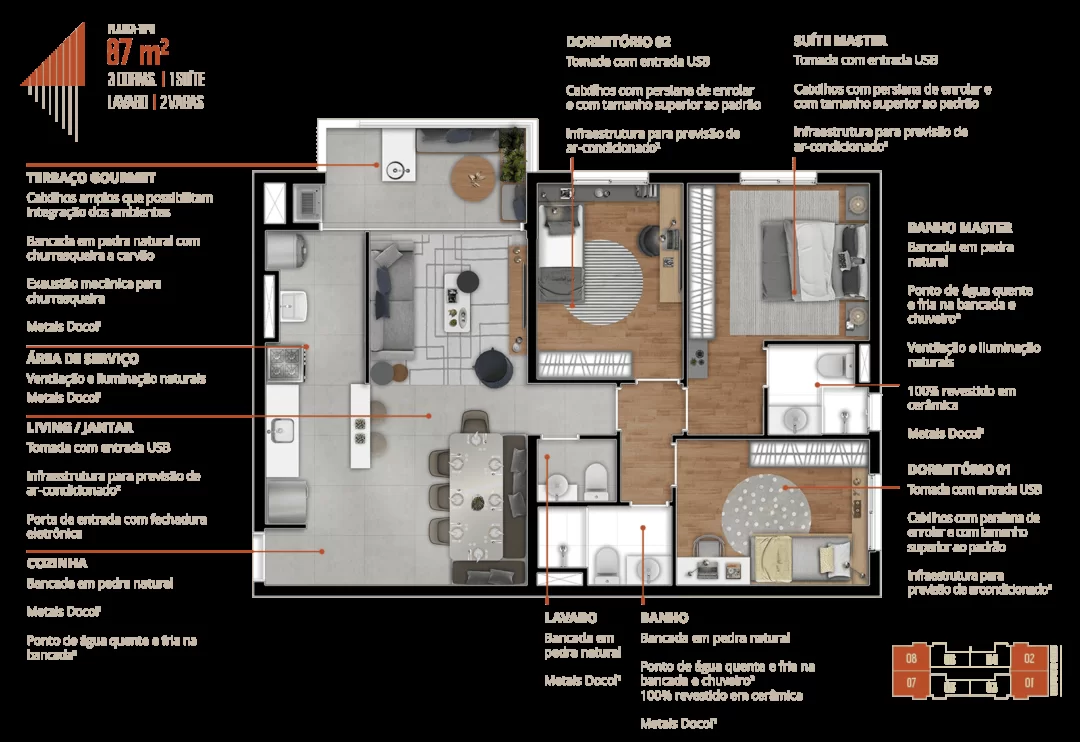 PLANTA-TIPO
87 m²
3 DORMS. | 1 SUÍTE
LAVABO | 2 VAGAS
TERRAÇO GOURMET
Caixilhos amplos que possibilitam
integração dos ambientes
Bancada em pedra natural com
churrasqueira a carvão
Exaustão mecânica para
churrasqueira
Metais Docol¹
ÁREA DE SERVIÇO
Ventilação e iluminação naturais
Metais Docol¹
LIVING / JANTAR
Tomada com entrada USB
Infraestrutura para previsão de
ar-condicionado²
Porta de entrada com fechadura
eletrônica
COZINHA
Bancada em pedra natural
Metais Docol¹
Ponto de água quente e fria na
bancada³
DORMITÓRIO 02
Tomada com entrada USB
Caixilhos com persiana de enrolar
e com tamanho superior ao padrão
Infraestrutura para previsão de
ar-condicionado²
SUÍTE MASTER
Tomada com entrada USB
Caixilhos com persiana de enrolar e
com tamanho superior ao padrão
Infraestrutura para previsão de
ar-condicionado²
BANHO MASTER
Bancada em pedra
natural
Ponto de água quente
e fria na bancada e
chuveiro³
Ventilação e iluminação
naturais
100% revestido em
cerâmica
Metais Docol¹
DORMITÓRIO 01
Tomada com entrada USB
Caixilhos com persiana de
enrolar e com tamanho
superior ao padrão
Infraestrutura para
previsão de arcondicionado²
LAVABO
Bancada em
pedra natural
Metais Docol¹
BANHO
Bancada em pedra natural
Ponto de água quente e fria na
bancada e chuveiro³
100% revestido em cerâmica
Metais Docol¹
08
02
07
01